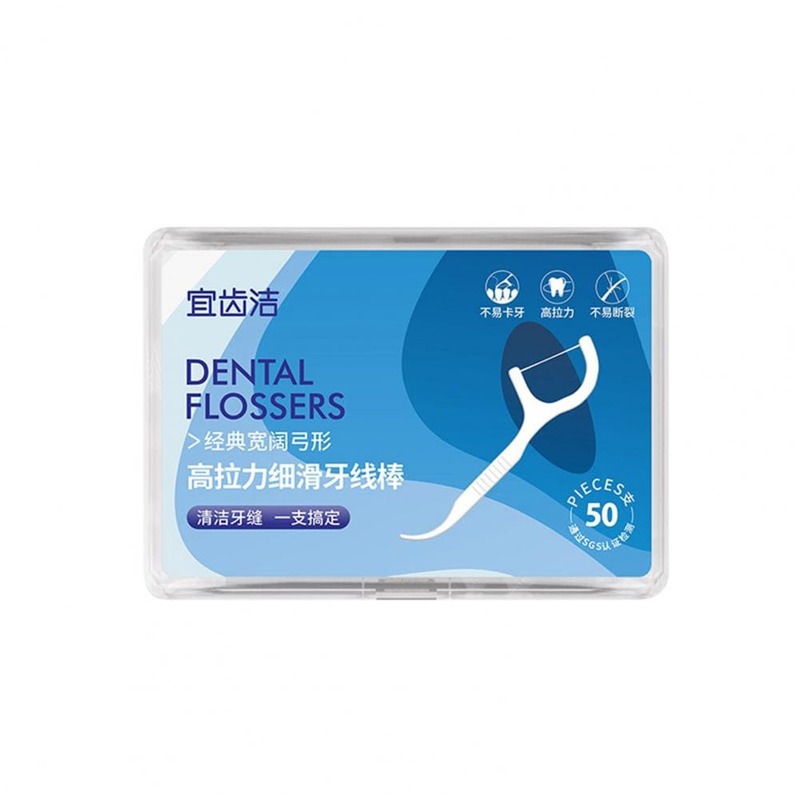 宜齿洁
不易卡牙
高拉力
不易断裂
DENTAL
FLOSSERS
>经典宽阔弓形
高拉力细滑牙线棒
清洁牙缝 一支搞定
PIECES支
50
通过SGS认证检测